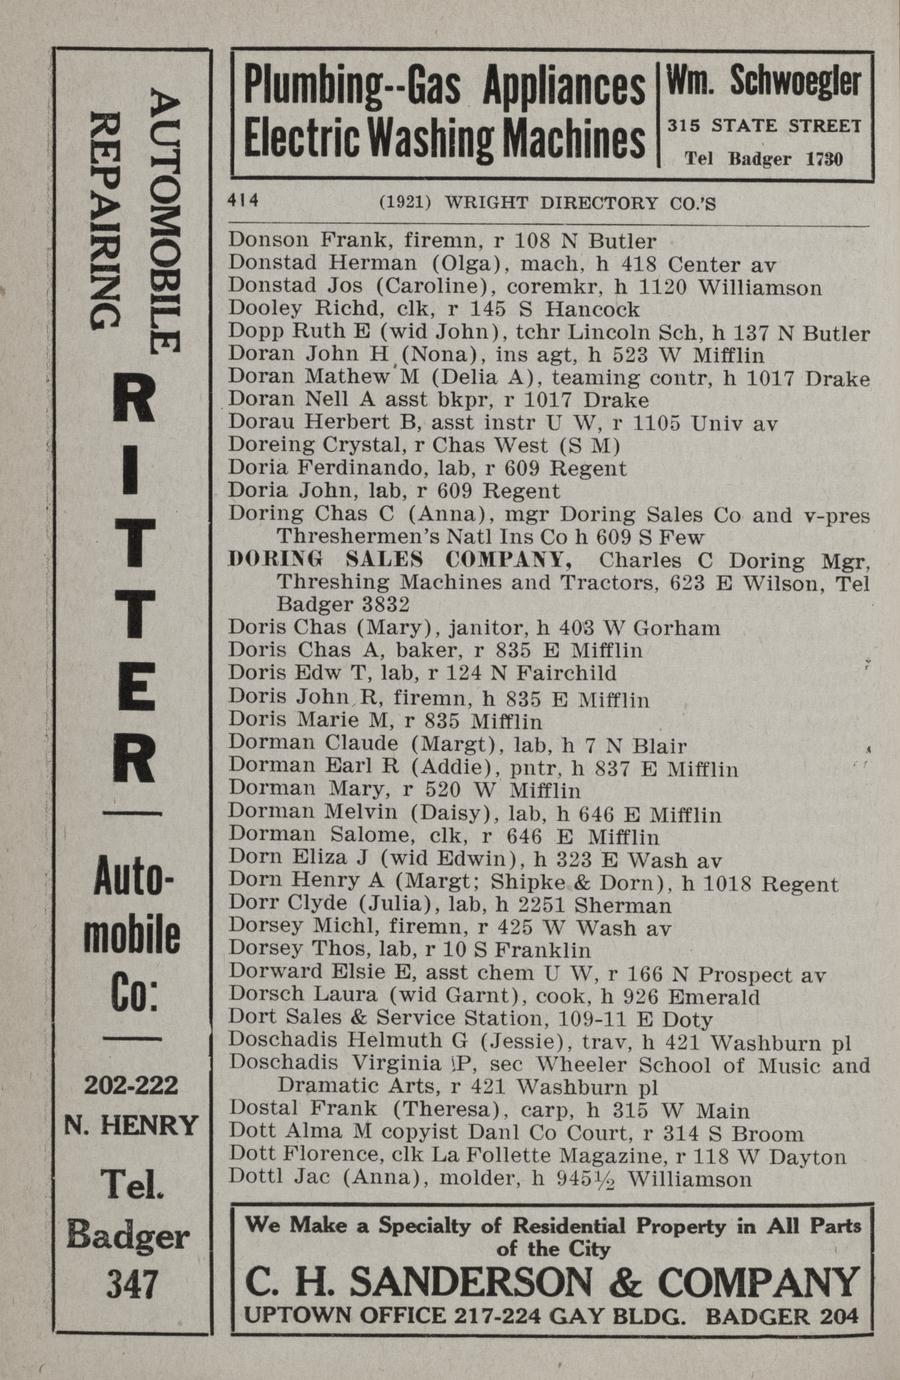 AUTOMOBILE
REPAIRING
R
I
T
T
E
R
Auto-
mobile
Co:
202-222
N. HENRY
Tel.
Badger
347
Plumbing--Gas Appliances
Electric Washing Machines
Wm. Schwoegler
315 STATE STREET
Tel Badger 1730
414 (1921) WRIGHT DIRECTORY CO.'S
Donson Frank, firemn, r 108 N Butler
Donstad Herman (Olga), mach, h 418 Center av
Donstad Jos (Caroline), coremkr, h 1120 Williamson
Dooley Richd, clk, r 145 S Hancock
Dopp Ruth E (wid John), tchr Lincoln Sch, h 137 N Butler
Doran John H (Nona), ins agt, h 523 W Mifflin
Doran Mathew M (Delia A), teaming contr, h 1017 Drake
Doran Nell A asst bkpr, r 1017 Drake
Dorau Herbert B, asst instr U W, r 1105 Univ av
Doreing Crystal, r Chas West (S M)
Doria Ferdinando, lab, r 609 Regent
Doria John, lab, r 609 Regent
Doring Chas C (Anna), mgr Doring Sales Co and v-pres
Threshermen's Natl Ins Co h 609 S Few
DORING SALES COMPANY, Charles C Doring Mgr,
Threshing Machines and Tractors, 623 E Wilson, Tel
Badger 3832
Doris Chas (Mary), janitor, h 403 W Gorham
Doris Chas A, baker, r 835 E Mifflin
Doris Edw T, lab, r 124 N Fairchild
Doris John R, firemn, h 835 E Mifflin
Doris Marie M, r 835 Mifflin
Dorman Claude (Margt), lab, h 7 N Blair
Dorman Earl R (Addie), pntr, h 837 E Mifflin
Dorman Mary, r 520 W Mifflin
Dorman Melvin (Daisy), lab, h 646 E Mifflin
Dorman Salome, clk, r 646 E Mifflin
Dorn Eliza J (wid Edwin), h 323 E Wash av
Dorn Henry A (Margt; Shipke & Dorn), h 1018 Regent
Dorr Clyde (Julia), lab, h 2251 Sherman
Dorsey Michl, firemn, r 425 W Wash av
Dorsey Thos, lab, r 10 S Franklin
Dorward Elsie E, asst chem U W, r 166 N Prospect av
Dorsch Laura (wid Garnt), cook, h 926 Emerald
Dort Sales & Service Station, 109-11 E Doty
Doschadis Helmuth G (Jessie), trav, h 421 Washburn pl
Doschadis Virginia P, sec Wheeler School of Music and
Dramatic Arts, r 421 Washburn pl
Dostal Frank (Theresa), carp, h 315 W Main
Dott Alma M copyist Danl Co Court, r 314 S Broom
Dott Florence, clk La Follette Magazine, r 118 W Dayton
Dottl Jac (Anna), molder, h 945½ Williamson
We Make a Specialty of Residential Property in All Parts
of the City
C. H. SANDERSON & COMPANY
UPTOWN OFFICE 217-224 GAY BLDG. BADGER 204